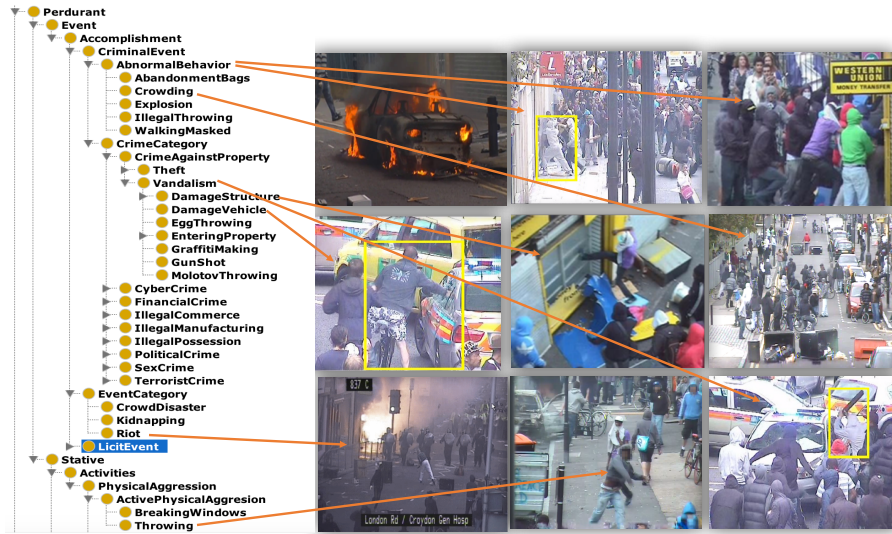 Perdurant
Event
Accomplishment
CriminalEvent
AbnormalBehavior
AbandonmentBags
Crowding
Explosion
IllegalThrowing
WalkingMasked
CrimeCategory
CrimeAgainstProperty
Theft
Vandalism
DamageStructure
DamageVehicle
EggThrowing
EnteringProperty
GraffitiMaking
GunShot
MolotovThrowing
CyberCrime
FinancialCrime
IllegalCommerce
IllegalManufacturing
IllegalPossession
PoliticalCrime
SexCrime
TerroristCrime
EventCategory
CrowdDisaster
Kidnapping
Riot
LicitEvent
Stative
Activities
PhysicalAggression
ActivePhysicalAggresion
BreakingWindows
Throwing
WESTERN
UNION
MONEY TRANSFER
837 C
London Rd / Croydon Gen Hosp